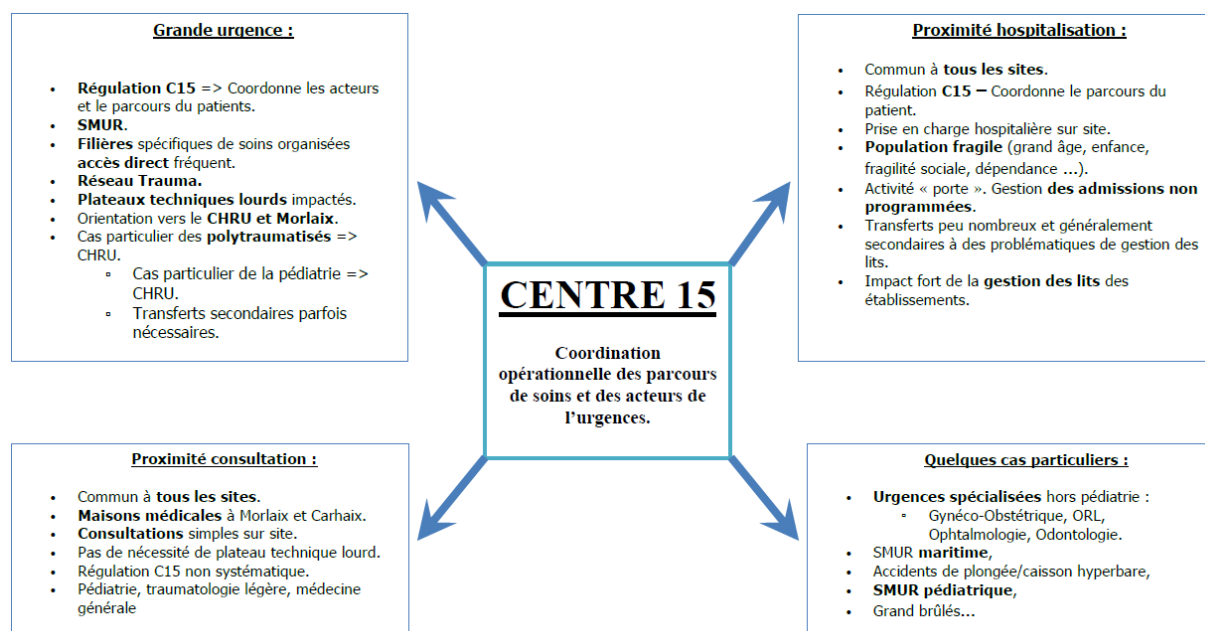 Grande urgence :
• Régulation C15 => Coordonne les acteurs
et le parcours du patients.
• SMUR.
• Filières spécifiques de soins organisées
accès direct fréquent.
• Réseau Trauma.
• Plateaux techniques lourds impactés.
• Orientation vers le CHRU et Morlaix.
• Cas particulier des polytraumatisés =>
CHRU.
▫ Cas particulier de la pédiatrie =>
CHRU.
▫ Transferts secondaires parfois
nécessaires.
Proximité hospitalisation :
• Commun à tous les sites.
• Régulation C15 – Coordonne le parcours du
patient.
• Prise en charge hospitalière sur site.
• Population fragile (grand âge, enfance,
fragilité sociale, dépendance ...).
• Activité « porte ». Gestion des admissions non
programmées.
• Transferts peu nombreux et généralement
secondaires à des problématiques de gestion des
lits.
• Impact fort de la gestion des lits des
établissements.
CENTRE 15
Coordination
opérationnelle des parcours
de soins et des acteurs de
l'urgences.
Proximité consultation :
• Commun à tous les sites.
• Maisons médicales à Morlaix et Carhaix.
• Consultations simples sur site.
• Pas de nécessité de plateau technique lourd.
• Régulation C15 non systématique.
• Pédiatrie, traumatologie légère, médecine
générale
Quelques cas particuliers :
• Urgences spécialisées hors pédiatrie :
▫ Gynéco-Obstétrique, ORL,
Ophtalmologie, Odontologie.
• SMUR maritime,
• Accidents de plongée/caisson hyperbare,
• SMUR pédiatrique,
• Grand brûlés...